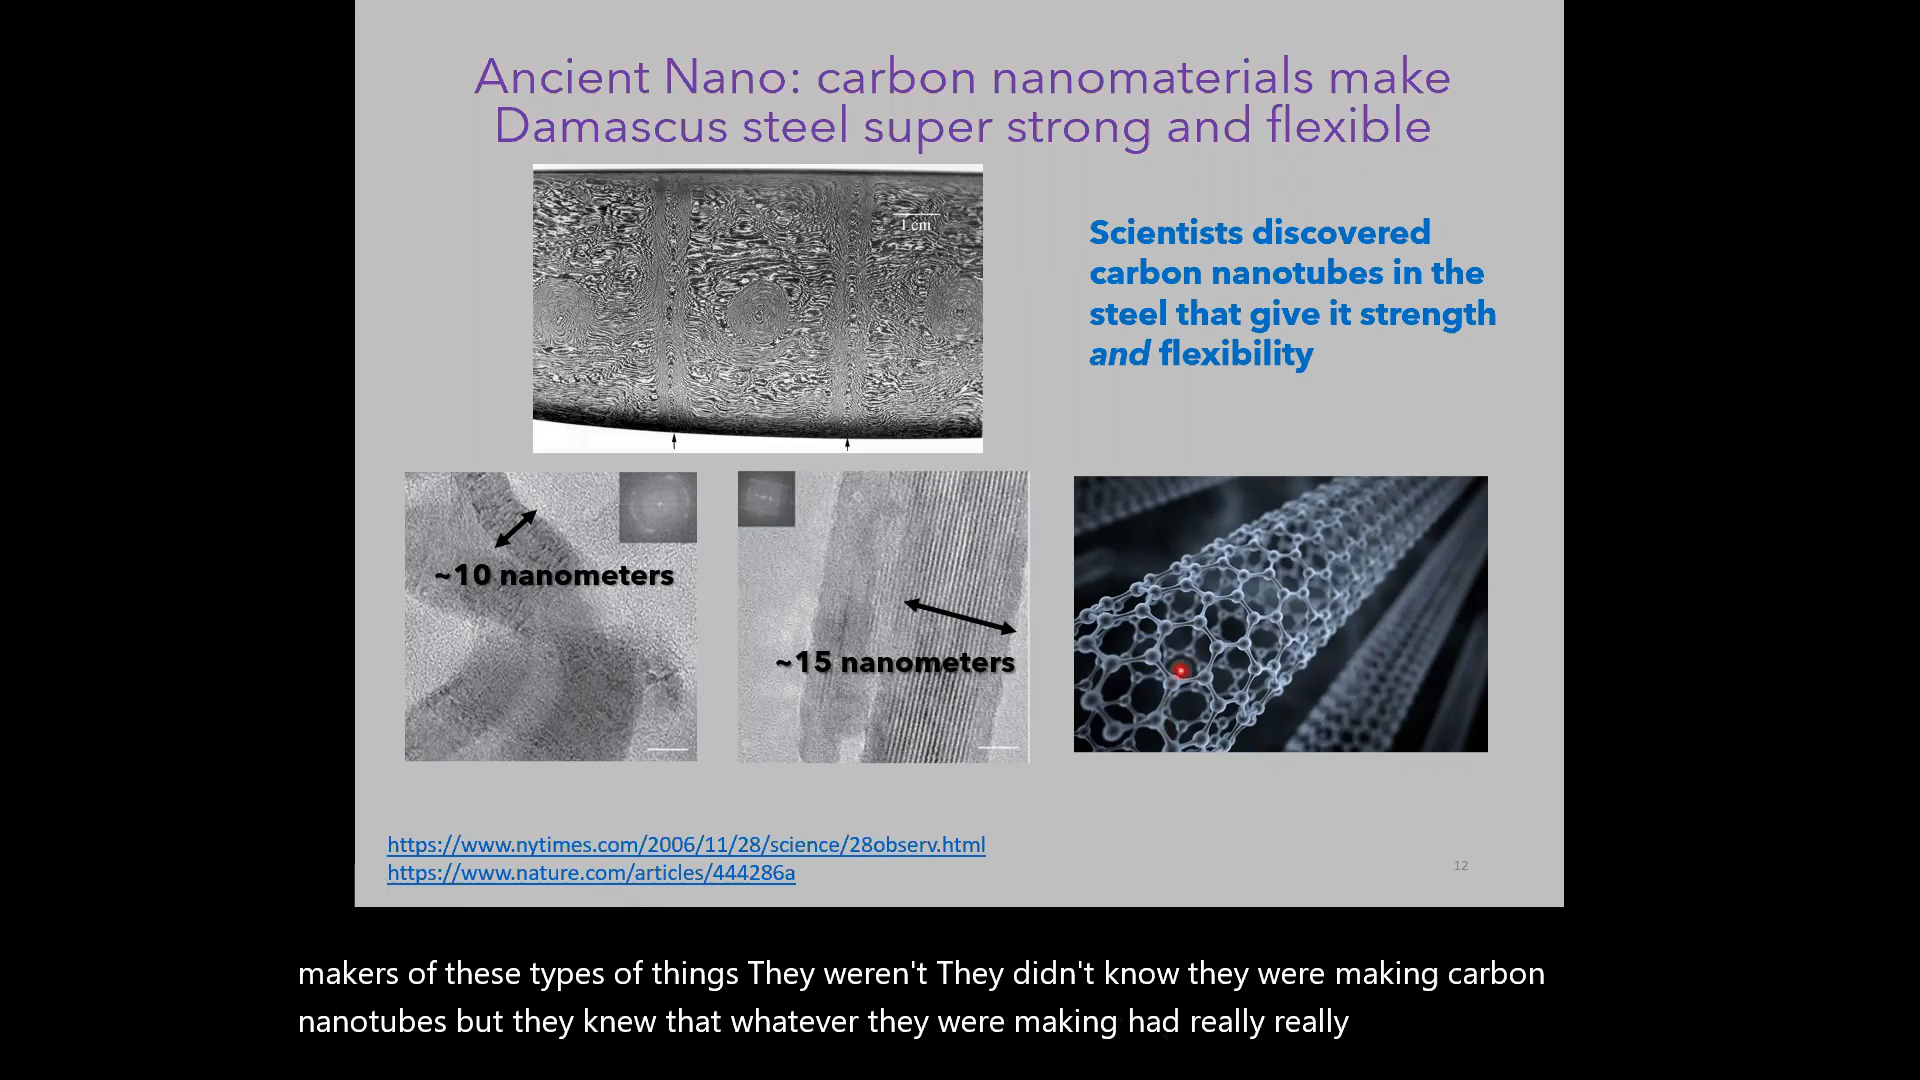 Ancient Nano: carbon nanomaterials make
Damascus steel super strong and flexible
1 cm
Scientists discovered
carbon nanotubes in the
steel that give it strength
and flexibility
~10 nanometers
~15 nanometers
https://www.nytimes.com/2006/11/28/science/28observ.html
https://www.nature.com/articles/444286a
12
makers of these types of things They weren't They didn't know they were making carbon
nanotubes but they knew that whatever they were making had really really